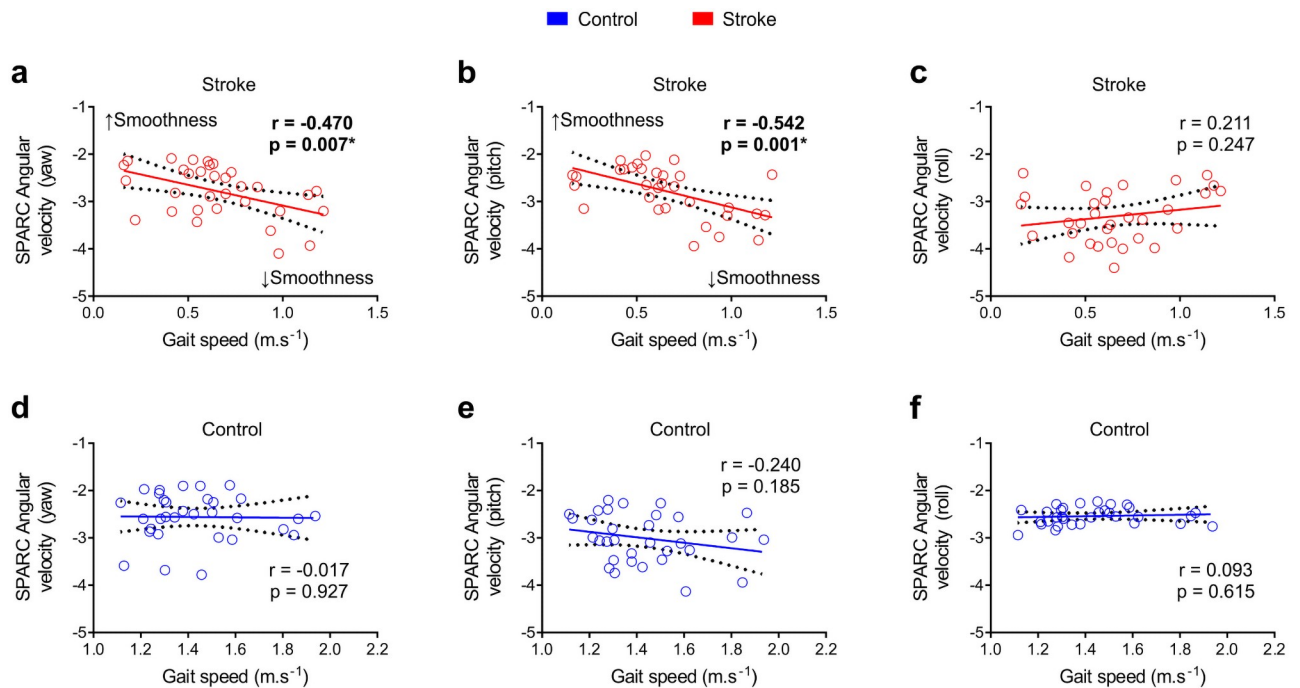 Control Stroke
a
Stroke
SPARC Angular
velocity (yaw)
-1
-2
-3
-4
-5
↑Smoothness
r = -0.470
p = 0.007*
↓Smoothness
0.0 0.5 1.0 1.5
Gait speed (m.s⁻¹)
b
Stroke
SPARC Angular
velocity (pitch)
-1
-2
-3
-4
-5
↑Smoothness
r = -0.542
p = 0.001*
↓Smoothness
0.0 0.5 1.0 1.5
Gait speed (m.s⁻¹)
c
Stroke
SPARC Angular
velocity (roll)
-1
-2
-3
-4
-5
r = 0.211
p = 0.247
0.0 0.5 1.0 1.5
Gait speed (m.s⁻¹)
d
Control
SPARC Angular
velocity (yaw)
-1
-2
-3
-4
-5
r = -0.017
p = 0.927
1.0 1.2 1.4 1.6 1.8 2.0 2.2
Gait speed (m.s⁻¹)
e
Control
SPARC Angular
velocity (pitch)
-1
-2
-3
-4
-5
r = -0.240
p = 0.185
1.0 1.2 1.4 1.6 1.8 2.0 2.2
Gait speed (m.s⁻¹)
f
Control
SPARC Angular
velocity (roll)
-1
-2
-3
-4
-5
r = 0.093
p = 0.615
1.0 1.2 1.4 1.6 1.8 2.0 2.2
Gait speed (m.s⁻¹)